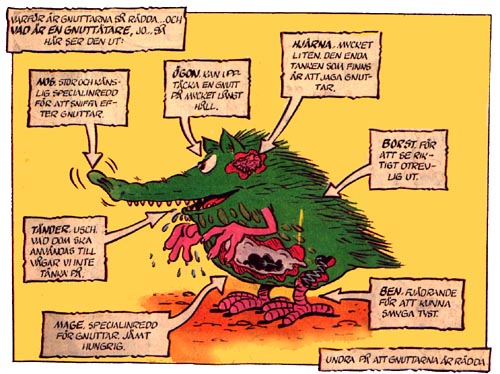 VARFÖR ÄR GNUTTARNA SÅ RÄDDA...OCH
VAD ÄR EN GNUTTÄTARE, JO...SÅ
HÄR SER DEN UT:
NOS. STOR OCH KÄNS-
LIG SPECIALINREDD
FÖR ATT SNIFFA EF-
TER GNUTTAR.
ÖGON. KAN UPP-
TÄCKA EN GNUTT
PÅ MYCKET LÅNGT
HÅLL.
HJÄRNA. MYCKET
LITEN. DEN ENDA
TANKEN SOM FINNS
ÄR ATT JAGA GNUT-
TAR.
BORST. FÖR
ATT SE RIK-
TIGT OTREV-
LIG UT.
TÄNDER. USCH.
VAD DOM SKA
ANVÄNDAS TILL
VÅGAR VI INTE
TÄNKA PÅ.
MAGE. SPECIALINREDD
FÖR GNUTTAR. JÄMT
HUNGRIG.
BEN. FJÄDRANDE
FÖR ATT KUNNA
SMYGA TYST.
UNDRA PÅ ATT GNUTTARNA ÄR RÄDDA